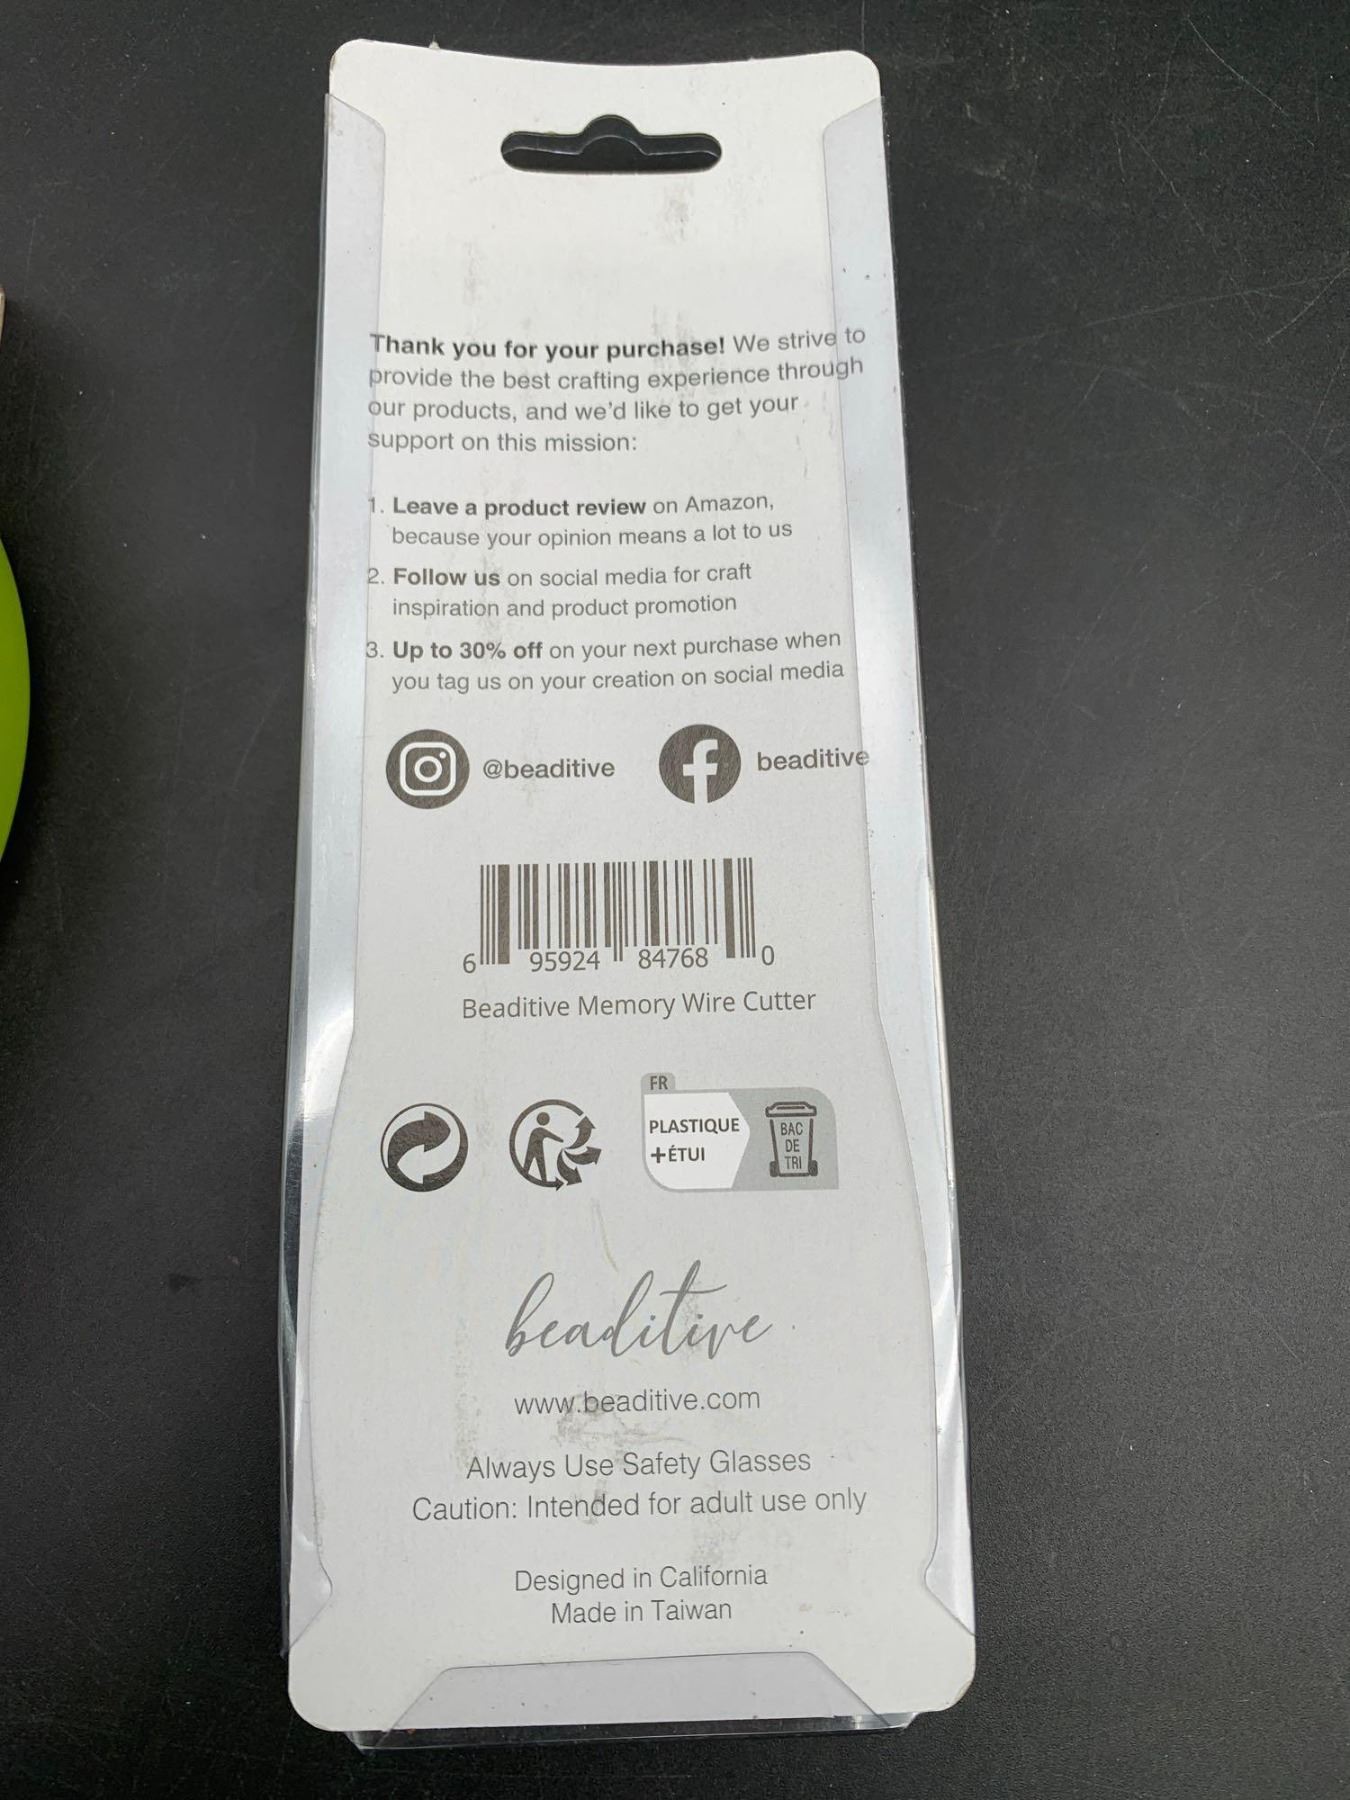 Thank you for your purchase! We strive to
provide the best crafting experience through
our products, and we'd like to get your
support on this mission:
1. Leave a product review on Amazon,
because your opinion means a lot to us
2. Follow us on social media for craft
inspiration and product promotion
3. Up to 30% off on your next purchase when
you tag us on your creation on social media
@beaditive beaditive
6 95924 84768 0
Beaditive Memory Wire Cutter
FR
PLASTIQUE
+ÉTUI
BAC
DE
TRI
beaditive
www.beaditive.com
Always Use Safety Glasses
Caution: Intended for adult use only
Designed in California
Made in Taiwan